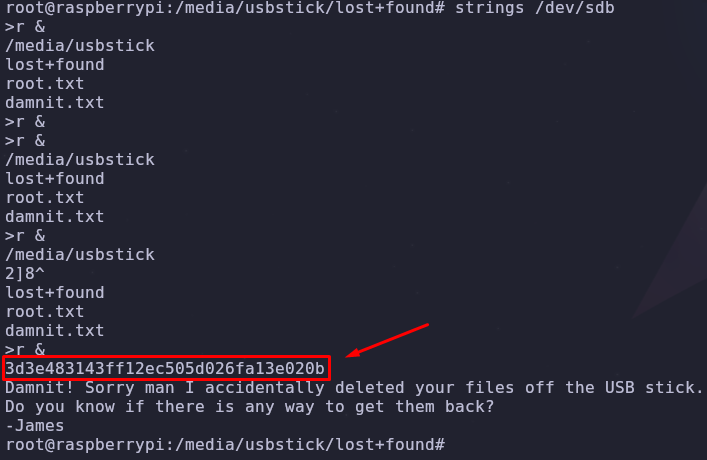 root@raspberrypi:/media/usbstick/lost+found# strings /dev/sdb
>r &
/media/usbstick
lost+found
root.txt
damnit.txt
>r &
>r &
/media/usbstick
lost+found
root.txt
damnit.txt
>r &
/media/usbstick
2]8^
lost+found
root.txt
damnit.txt
>r &
3d3e483143ff12ec505d026fa13e020b
Damnit! Sorry man I accidentally deleted your files off the USB stick.
Do you know if there is any way to get them back?
-James
root@raspberrypi:/media/usbstick/lost+found#